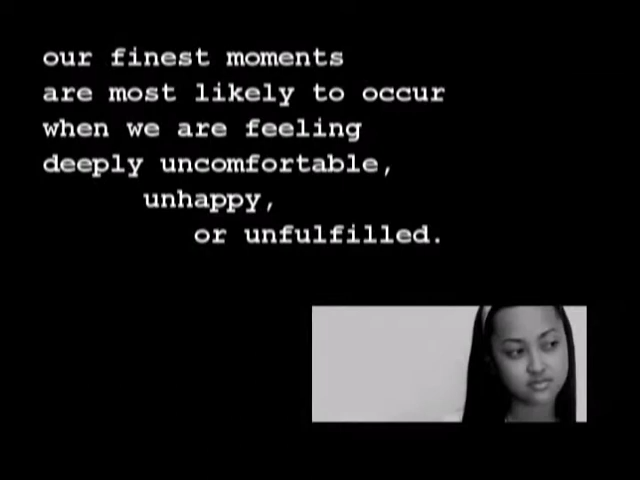 our finest moments
are most likely to occur
when we are feeling
deeply uncomfortable,
unhappy,
or unfulfilled.